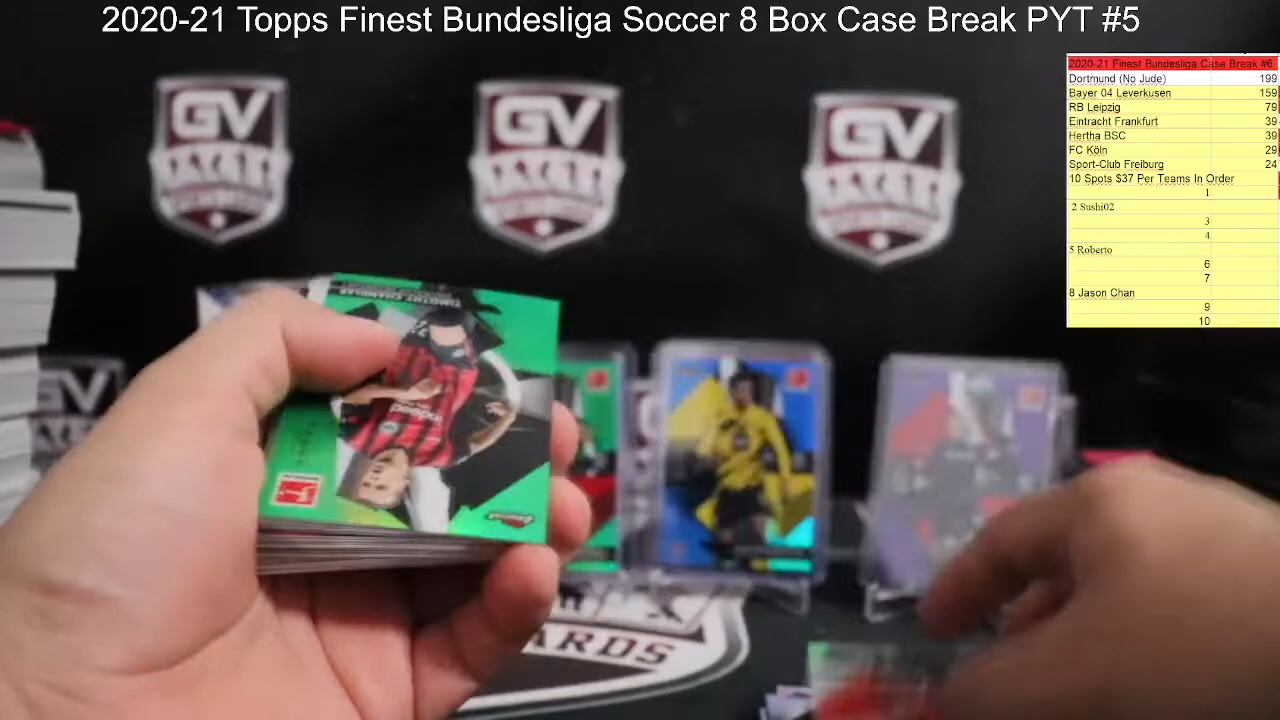 2020-21 Topps Finest Bundesliga Soccer 8 Box Case Break PYT #5
2020-21 Finest Bundesliga Case Break #6
Dortmund (No Jude) 199
Bayer 04 Leverkusen 159
RB Leipzig 79
Eintracht Frankfurt 39
Hertha BSC 39
FC Köln 29
Sport-Club Freiburg 24
10 Spots $37 Per Teams In Order
1
2 Sushi02
3
4
5 Roberto
6
7
8 Jason Chan
9
10
GV
GV
GV
GV
TIMOTHY CHANDLER
ARDS